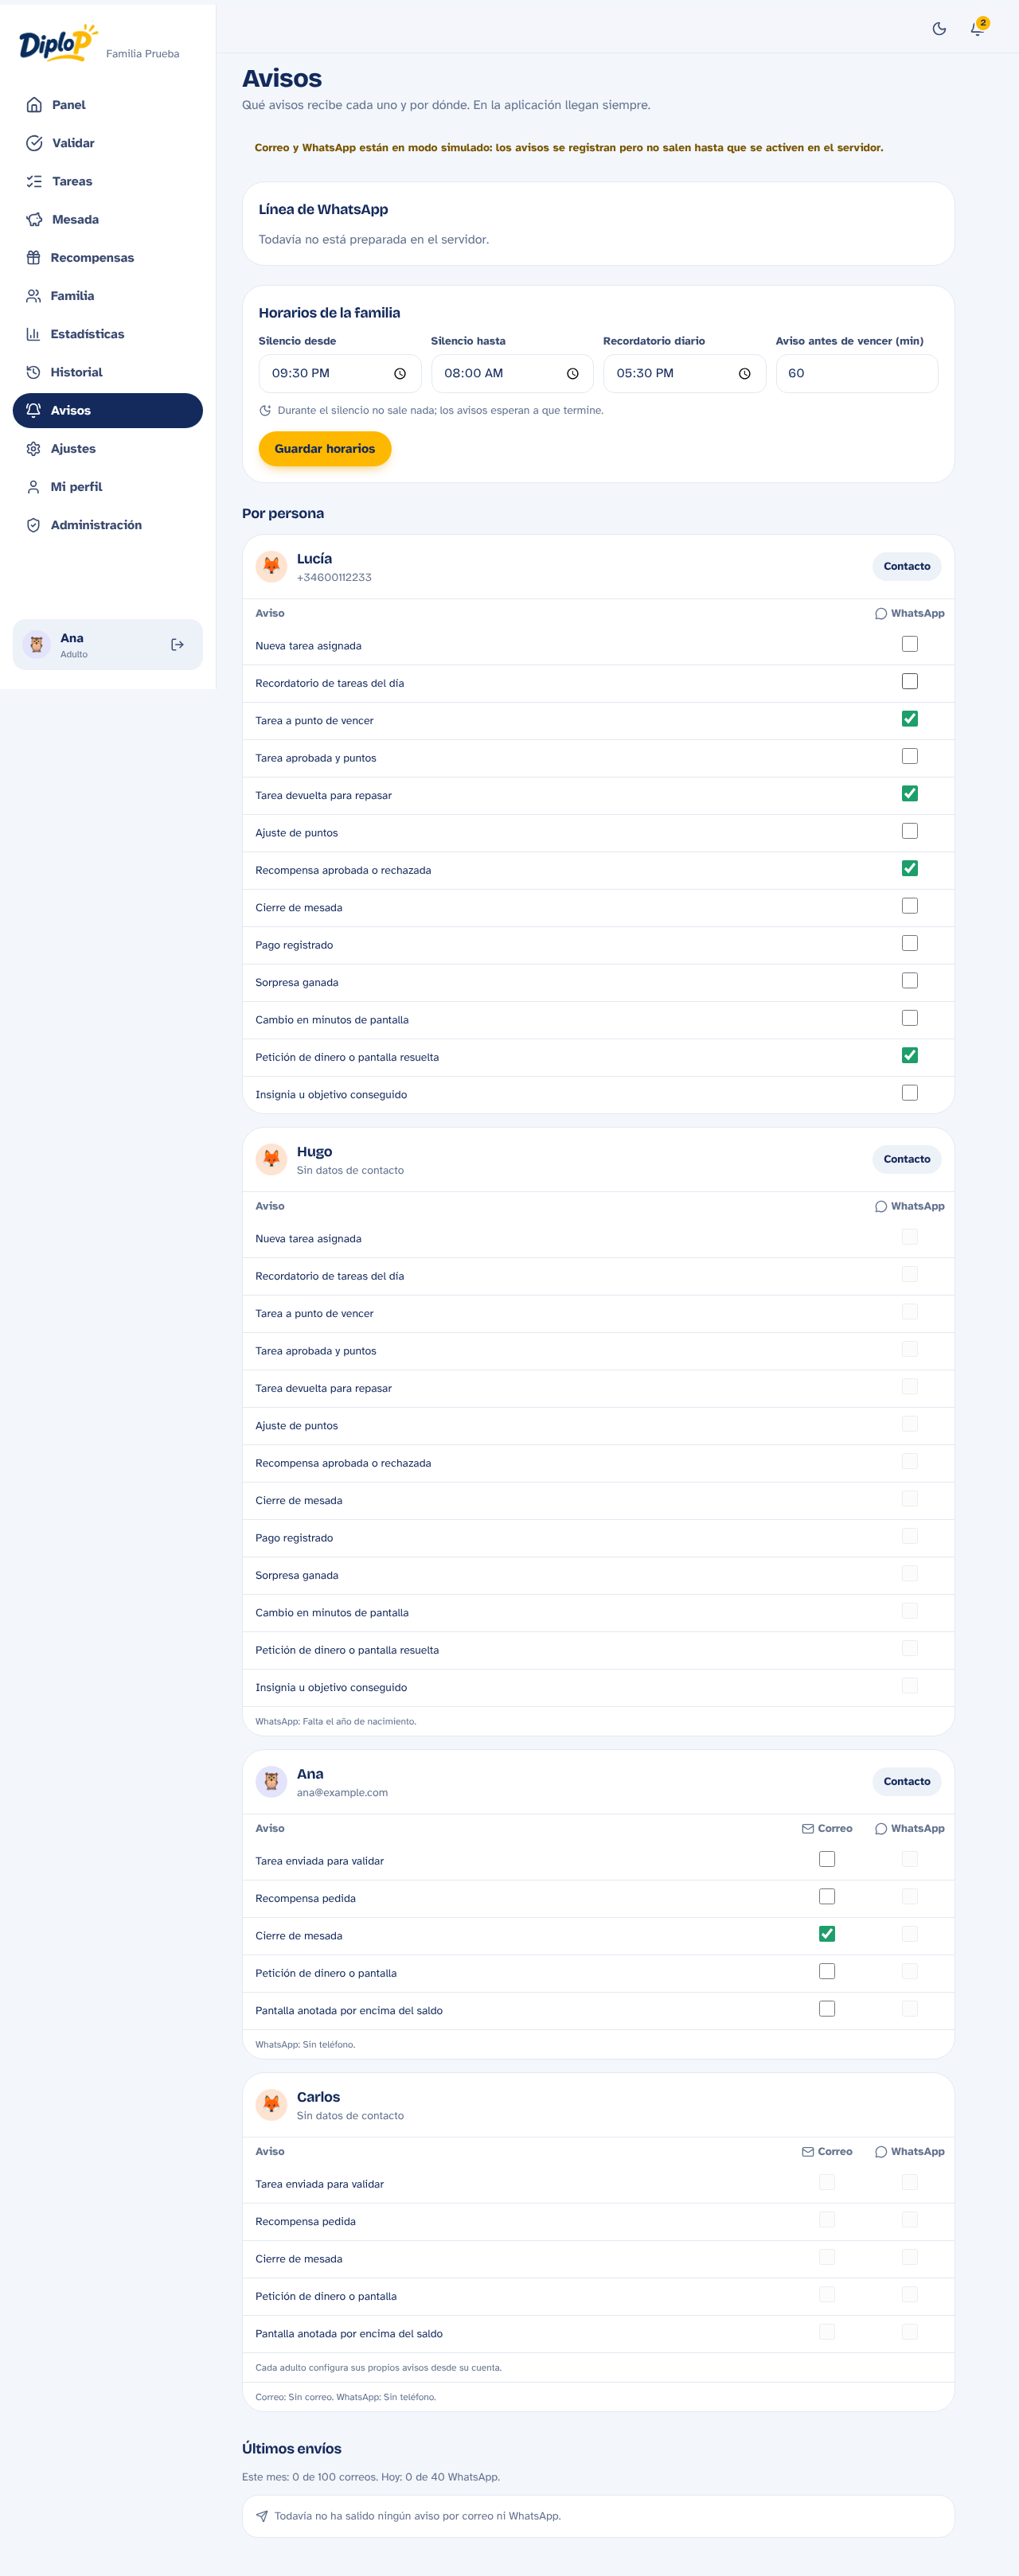 DiploP
Familia Prueba
2
Panel
Validar
Tareas
Mesada
Recompensas
Familia
Estadísticas
Historial
Avisos
Ajustes
Mi perfil
Administración
Ana
Adulto
Avisos
Qué avisos recibe cada uno y por dónde. En la aplicación llegan siempre.
Correo y WhatsApp están en modo simulado: los avisos se registran pero no salen hasta que se activen en el servidor.
Línea de WhatsApp
Todavía no está preparada en el servidor.
Horarios de la familia
Silencio desde Silencio hasta Recordatorio diario Aviso antes de vencer (min)
09:30 PM 08:00 AM 05:30 PM 60
Durante el silencio no sale nada; los avisos esperan a que termine.
Guardar horarios
Por persona
Lucía
+34600112233
Contacto
Aviso WhatsApp
Nueva tarea asignada
Recordatorio de tareas del día
Tarea a punto de vencer
Tarea aprobada y puntos
Tarea devuelta para repasar
Ajuste de puntos
Recompensa aprobada o rechazada
Cierre de mesada
Pago registrado
Sorpresa ganada
Cambio en minutos de pantalla
Petición de dinero o pantalla resuelta
Insignia u objetivo conseguido
Hugo
Sin datos de contacto
Contacto
Aviso WhatsApp
Nueva tarea asignada
Recordatorio de tareas del día
Tarea a punto de vencer
Tarea aprobada y puntos
Tarea devuelta para repasar
Ajuste de puntos
Recompensa aprobada o rechazada
Cierre de mesada
Pago registrado
Sorpresa ganada
Cambio en minutos de pantalla
Petición de dinero o pantalla resuelta
Insignia u objetivo conseguido
WhatsApp: Falta el año de nacimiento.
Ana
ana@example.com
Contacto
Aviso Correo WhatsApp
Tarea enviada para validar
Recompensa pedida
Cierre de mesada
Petición de dinero o pantalla
Pantalla anotada por encima del saldo
WhatsApp: Sin teléfono.
Carlos
Sin datos de contacto
Aviso Correo WhatsApp
Tarea enviada para validar
Recompensa pedida
Cierre de mesada
Petición de dinero o pantalla
Pantalla anotada por encima del saldo
Cada adulto configura sus propios avisos desde su cuenta.
Correo: Sin correo. WhatsApp: Sin teléfono.
Últimos envíos
Este mes: 0 de 100 correos. Hoy: 0 de 40 WhatsApp.
Todavia no ha salido ningún aviso por correo ni WhatsApp.